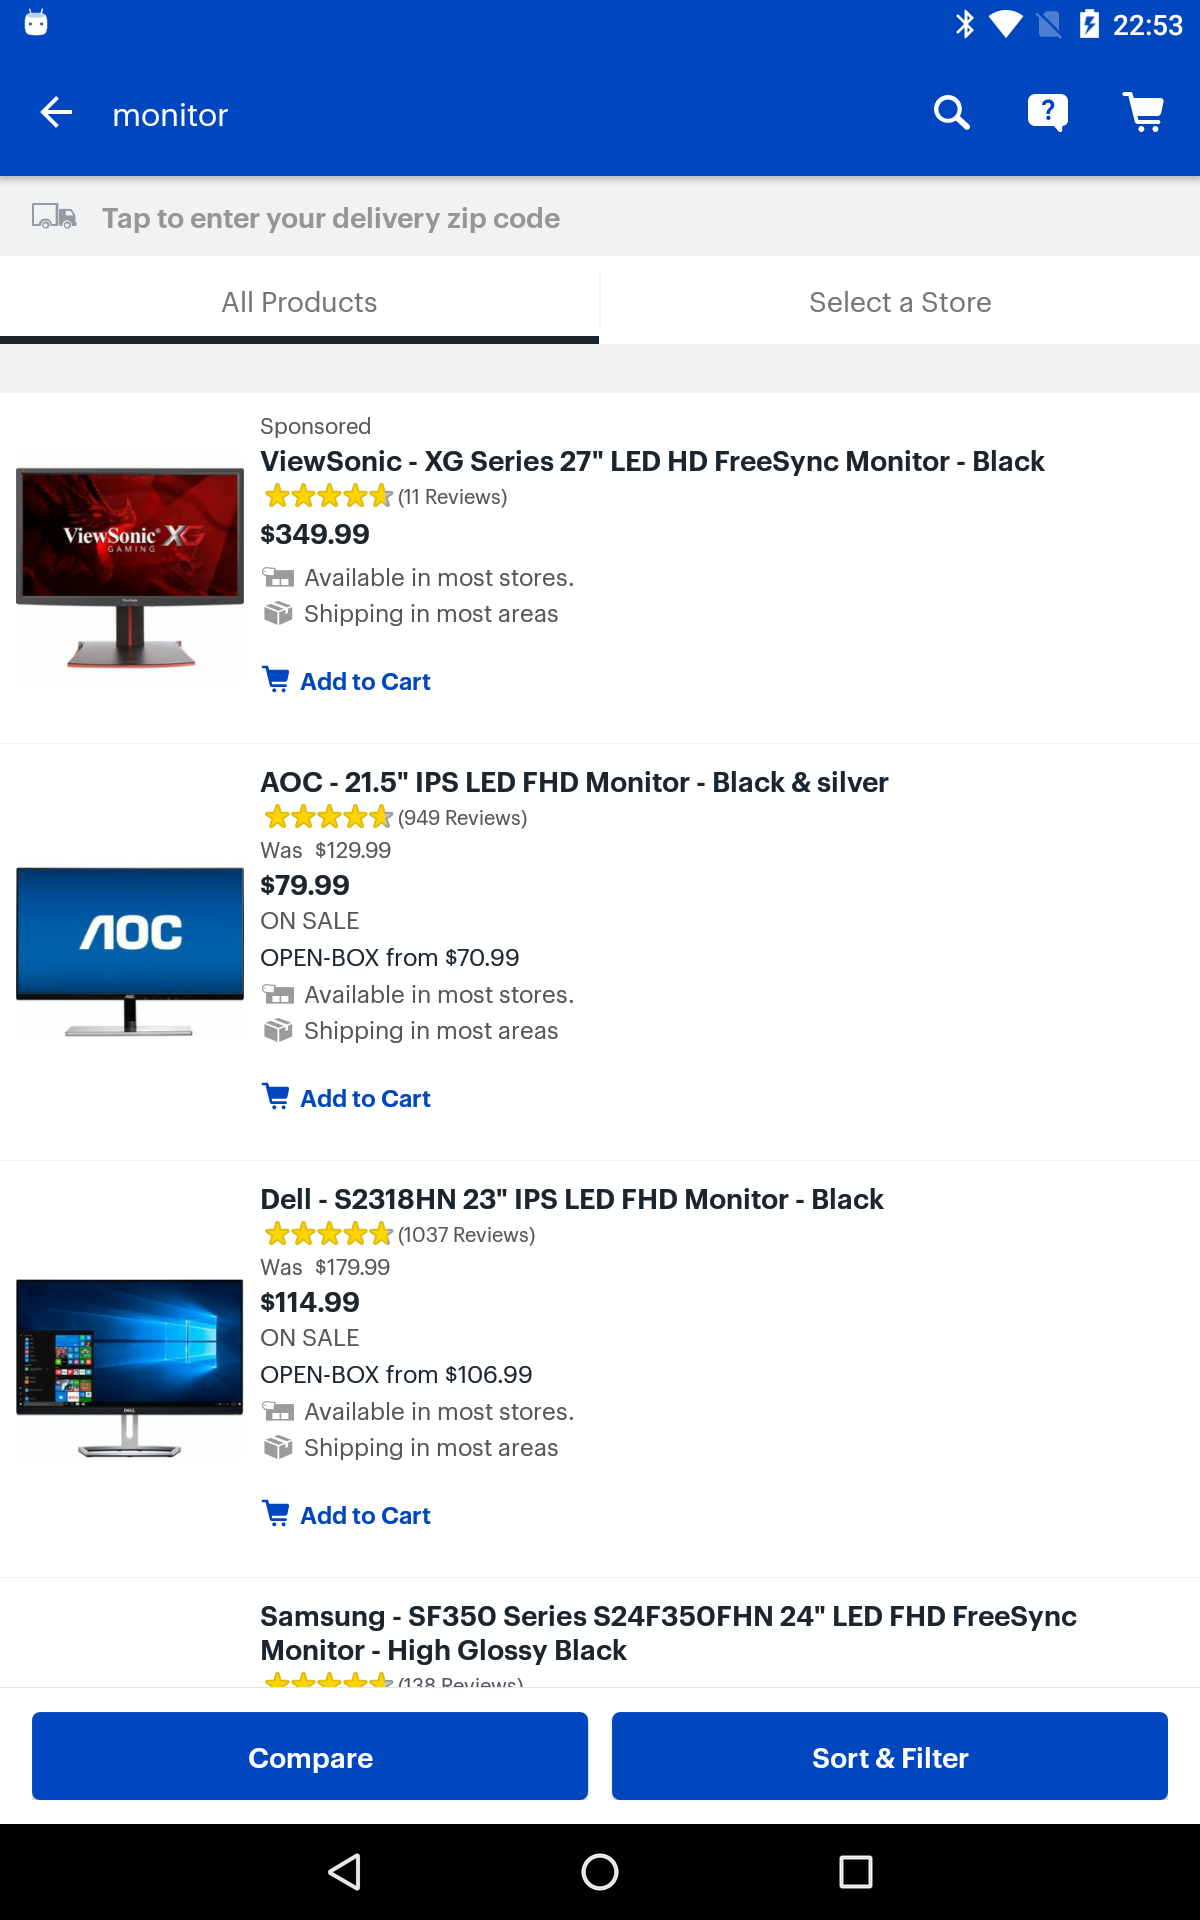 22:53
monitor
Tap to enter your delivery zip code
All Products
Select a Store
Sponsored
ViewSonic - XG Series 27" LED HD FreeSync Monitor - Black
(11 Reviews)
$349.99
Available in most stores.
Shipping in most areas
Add to Cart
ViewSonic® XG
GAMING
AOC - 21.5" IPS LED FHD Monitor - Black & silver
(949 Reviews)
Was $129.99
$79.99
ON SALE
OPEN-BOX from $70.99
Available in most stores.
Shipping in most areas
Add to Cart
AOC
Dell - S2318HN 23" IPS LED FHD Monitor - Black
(1037 Reviews)
Was $179.99
$114.99
ON SALE
OPEN-BOX from $106.99
Available in most stores.
Shipping in most areas
Add to Cart
Samsung - SF350 Series S24F350FHN 24" LED FHD FreeSync
Monitor - High Glossy Black
(138 Reviews)
Compare
Sort & Filter